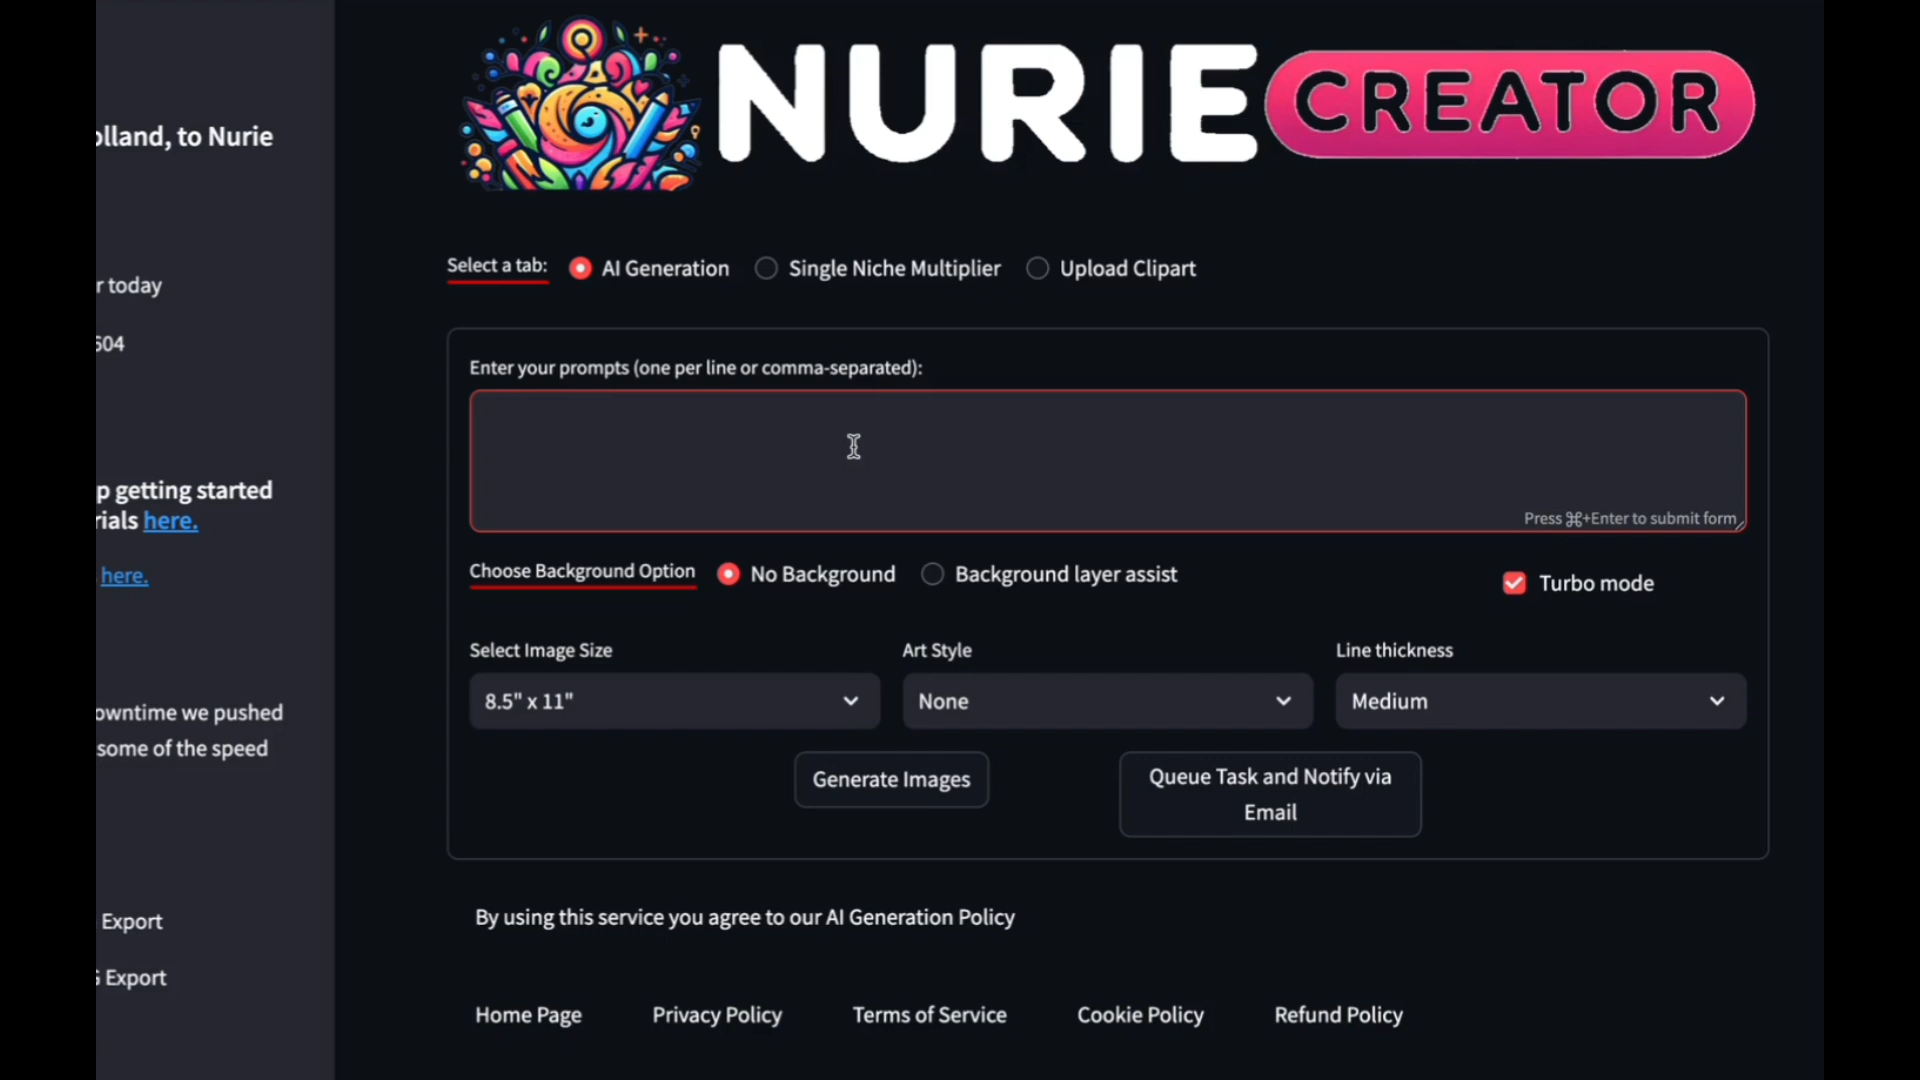 NURIE CREATOR
olland, to Nurie
r today
604
p getting started
rials here.
here.
owntime we pushed
some of the speed
Export
Export
Select a tab:
AI Generation
Single Niche Multiplier
Upload Clipart
Enter your prompts (one per line or comma-separated):
Press ⌘+Enter to submit form
Choose Background Option
No Background
Background layer assist
Turbo mode
Select Image Size
Art Style
Line thickness
8.5" x 11"
None
Medium
Generate Images
Queue Task and Notify via
Email
By using this service you agree to our AI Generation Policy
Home Page
Privacy Policy
Terms of Service
Cookie Policy
Refund Policy